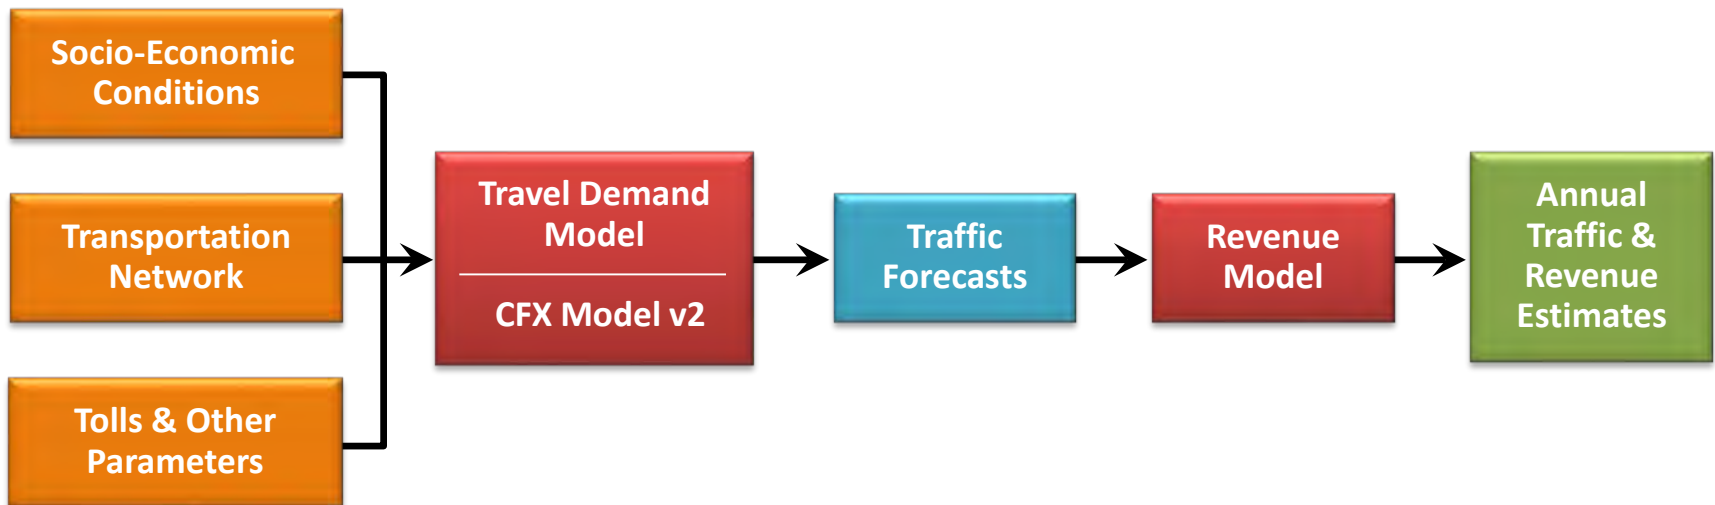 Socio-Economic
Conditions
Transportation
Network
Tolls & Other
Parameters
Travel Demand
Model
CFX Model v2
Traffic
Forecasts
Revenue
Model
Annual
Traffic &
Revenue
Estimates